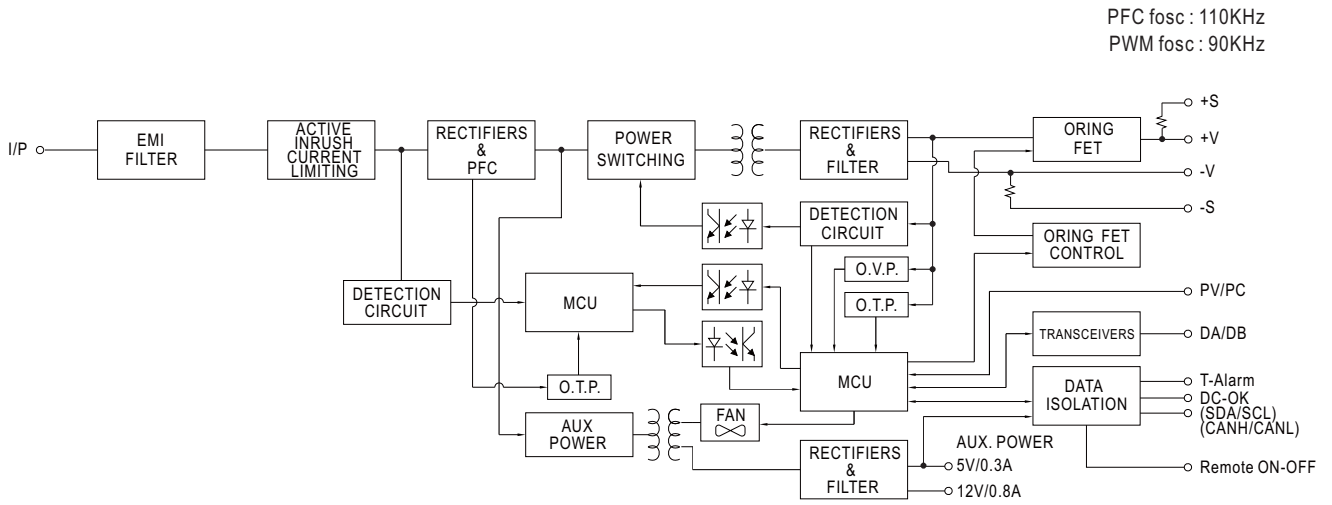 PFC fosc : 110KHz
PWM fosc : 90KHz
I/P
EMI
FILTER
ACTIVE
INRUSH
CURRENT
LIMITING
RECTIFIERS
&
PFC
POWER
SWITCHING
RECTIFIERS
&
FILTER
ORING
FET
+S
+V
-V
-S
DETECTION
CIRCUIT
ORING FET
CONTROL
O.V.P.
O.T.P.
DETECTION
CIRCUIT
MCU
PV/PC
TRANSCEIVERS
DA/DB
MCU
O.T.P.
DATA
ISOLATION
T-Alarm
DC-OK
(SDA/SCL)
(CANH/CANL)
AUX
POWER
FAN
RECTIFIERS
&
FILTER
AUX. POWER
5V/0.3A
12V/0.8A
Remote ON-OFF